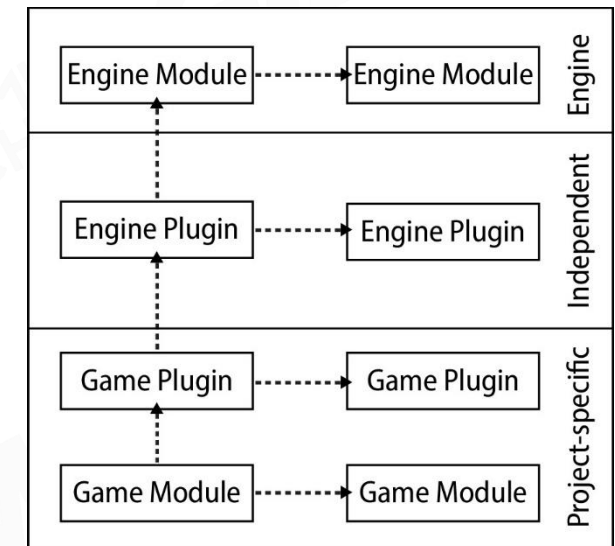 Engine Module
Engine Module
Engine
Engine Plugin
Engine Plugin
Independent
Game Plugin
Game Plugin
Game Module
Game Module
Project-specific